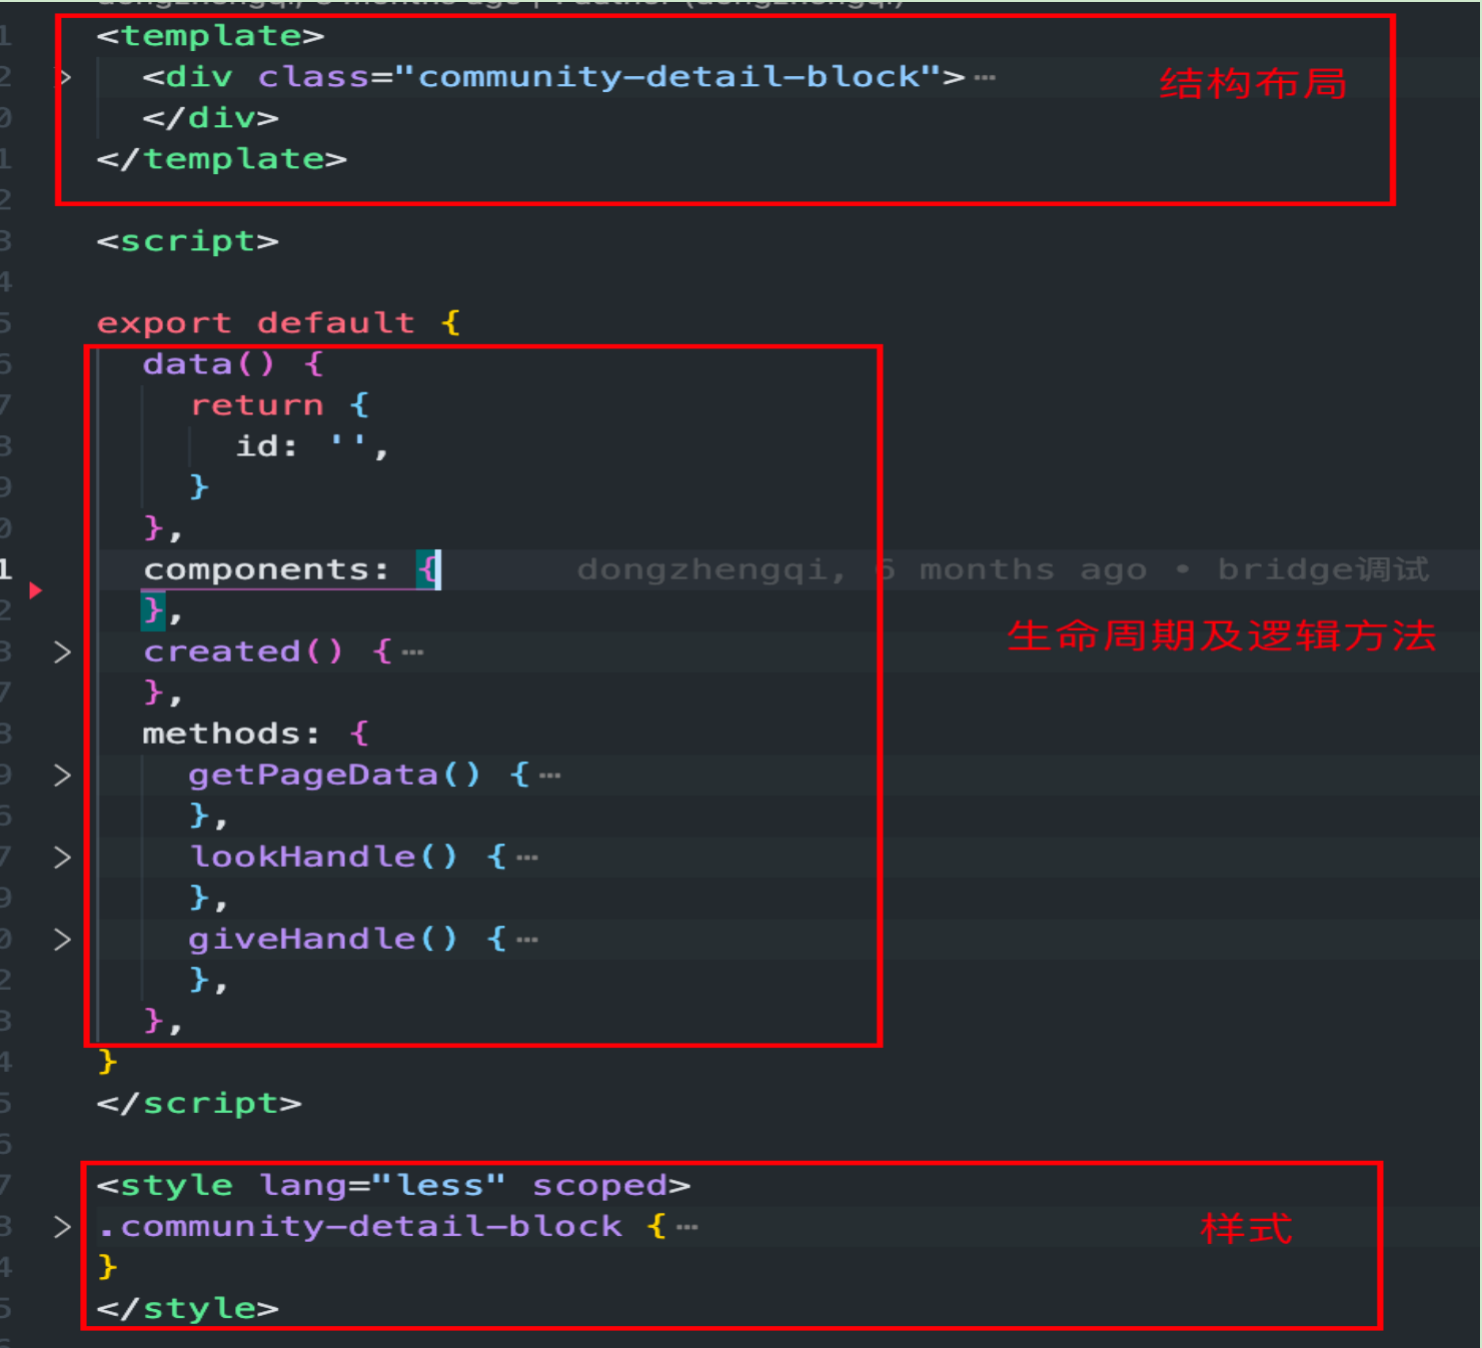 <template>
<div class="community-detail-block">… 结构布局
</div>
</template>
<script>
export default {
data() {
return {
id: '',
}
},
components: { dongzhengqi, 6 months ago • bridge调试
},
生命周期及逻辑方法
created() {…
},
methods: {
getPageData() {…
},
lookHandle() {…
},
giveHandle() {…
},
},
}
</script>
<style lang="less" scoped>
.community-detail-block {… 样式
}
</style>